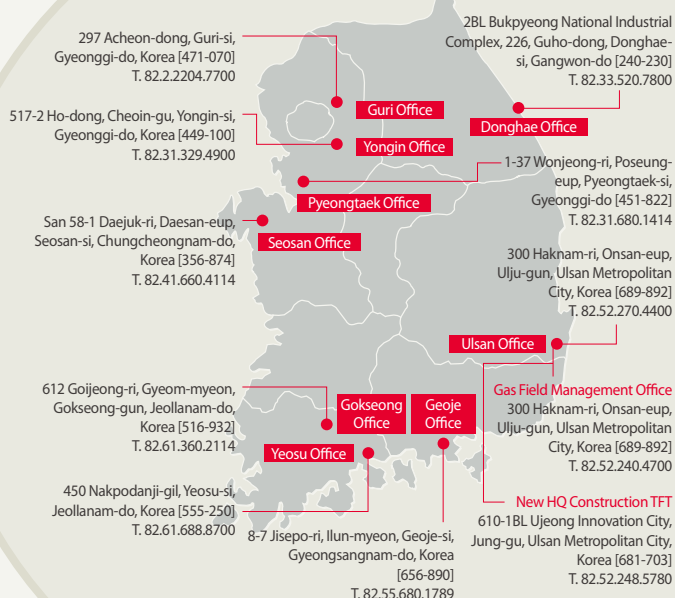 297 Acheon-dong, Guri-si,
Gyeonggi-do, Korea [471-070]
T. 82.2.2204.7700
Guri Office
517-2 Ho-dong, Cheoin-gu, Yongin-si,
Gyeonggi-do, Korea [449-100]
T. 82.31.329.4900
Yongin Office
2BL Bukpyeong National Industrial
Complex, 226, Guho-dong, Donghae-
si, Gangwon-do [240-230]
T. 82.33.520.7800
Donghae Office
1-37 Wonjeong-ri, Poseung-
eup, Pyeongtaek-si,
Gyeonggi-do [451-822]
T. 82.31.680.1414
Pyeongtaek Office
San 58-1 Daejuk-ri, Daesan-eup,
Seosan-si, Chungcheongnam-do,
Korea [356-874]
T. 82.41.660.4114
Seosan Office
300 Haknam-ri, Onsan-eup,
Ulju-gun, Ulsan Metropolitan
City, Korea [689-892]
T. 82.52.270.4400
Ulsan Office
Gas Field Management Office
300 Haknam-ri, Onsan-eup,
Ulju-gun, Ulsan Metropolitan
City, Korea [689-892]
T. 82.52.240.4700
New HQ Construction TFT
610-1BL Ujeong Innovation City,
Jung-gu, Ulsan Metropolitan City,
Korea [681-703]
T. 82.52.248.5780
612 Goijeong-ri, Gyeom-myeon,
Gokseong-gun, Jeollanam-do,
Korea [516-932]
T. 82.61.360.2114
Gokseong
Office
Geoje
Office
Yeosu Office
450 Nakpodanji-gil, Yeosu-si,
Jeollanam-do, Korea [555-250]
T. 82.61.688.8700
8-7 Jisepo-ri, Ilun-myeon, Geoje-si,
Gyeongsangnam-do, Korea
[656-890]
T. 82.55.680.1789